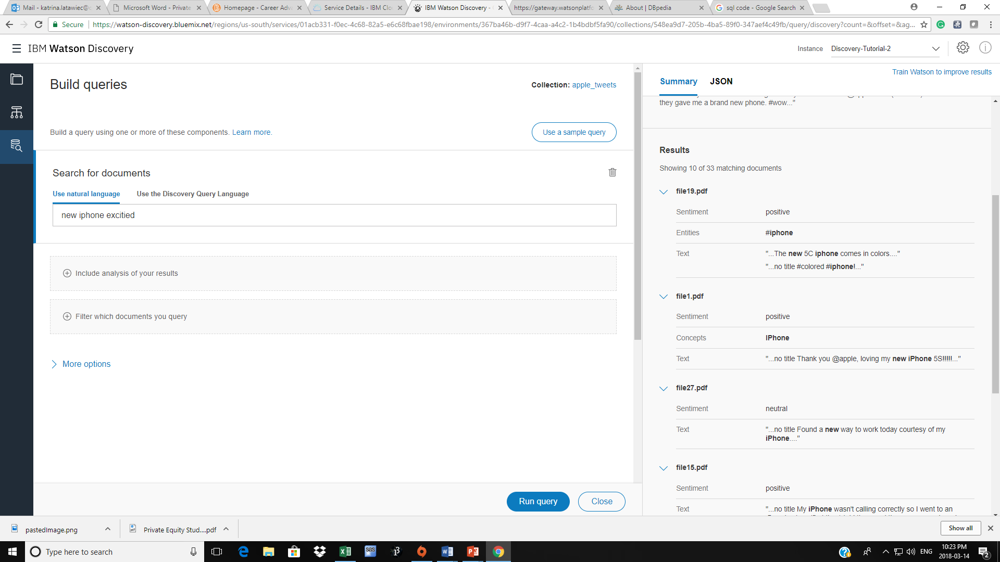 Mail - katrina.latawiec@
Microsoft Word - Private
Homepage - Career Adv
Service Details - IBM Clo
IBM Watson Discovery -
https://gateway.watsonplatfo
About | DBpedia
sql code - Google Search
Secure
https://watson-discovery.bluemix.net/regions/us-south/services/01acb331-f0ec-4c68-82a5-e6c68fbae198/environments/367ba46b-d9f7-4caa-a4c2-1b4bdbf5fa90/collections/548ea9d7-205b-4ba5-89f0-347aef4c49fb/query/discovery?count=&offset=&ag...
IBM Watson Discovery
Instance
Discovery-Tutorial-2
Build queries
Collection: apple_tweets
Build a query using one or more of these components. Learn more.
Use a sample query
Search for documents
Use natural language
Use the Discovery Query Language
new iphone excitied
Include analysis of your results
Filter which documents you query
More options
Run query
Close
Train Watson to improve results
Summary
JSON
they gave me a brand new phone. #wow..."
Results
Showing 10 of 33 matching documents
file19.pdf
Sentiment positive
Entities #iphone
Text "...The new 5C iphone comes in colors...."
"...no title #colored #iphone!..."
file1.pdf
Sentiment positive
Concepts IPhone
Text "...no title Thank you @apple, loving my new iPhone 5S!!!!!..."
file27.pdf
Sentiment neutral
Text "...no title Found a new way to work today courtesy of my
iPhone...."
file15.pdf
Sentiment positive
Text "...no title My iPhone wasn't calling correctly so I went to an
pastedImage.png
Private Equity Stud....pdf
Show all
Type here to search
ENG
10:23 PM
2018-03-14
2